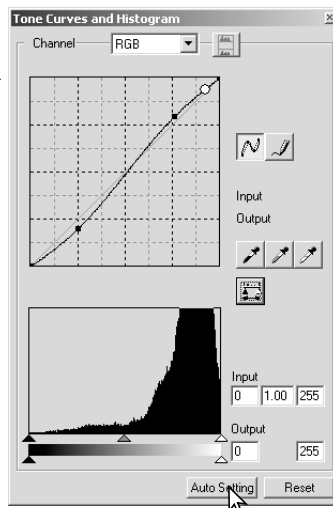 Tone Curves and Histogram
Channel RGB
Input
Output
Input
0 1.00 255
Output
0 255
Auto Setting Reset